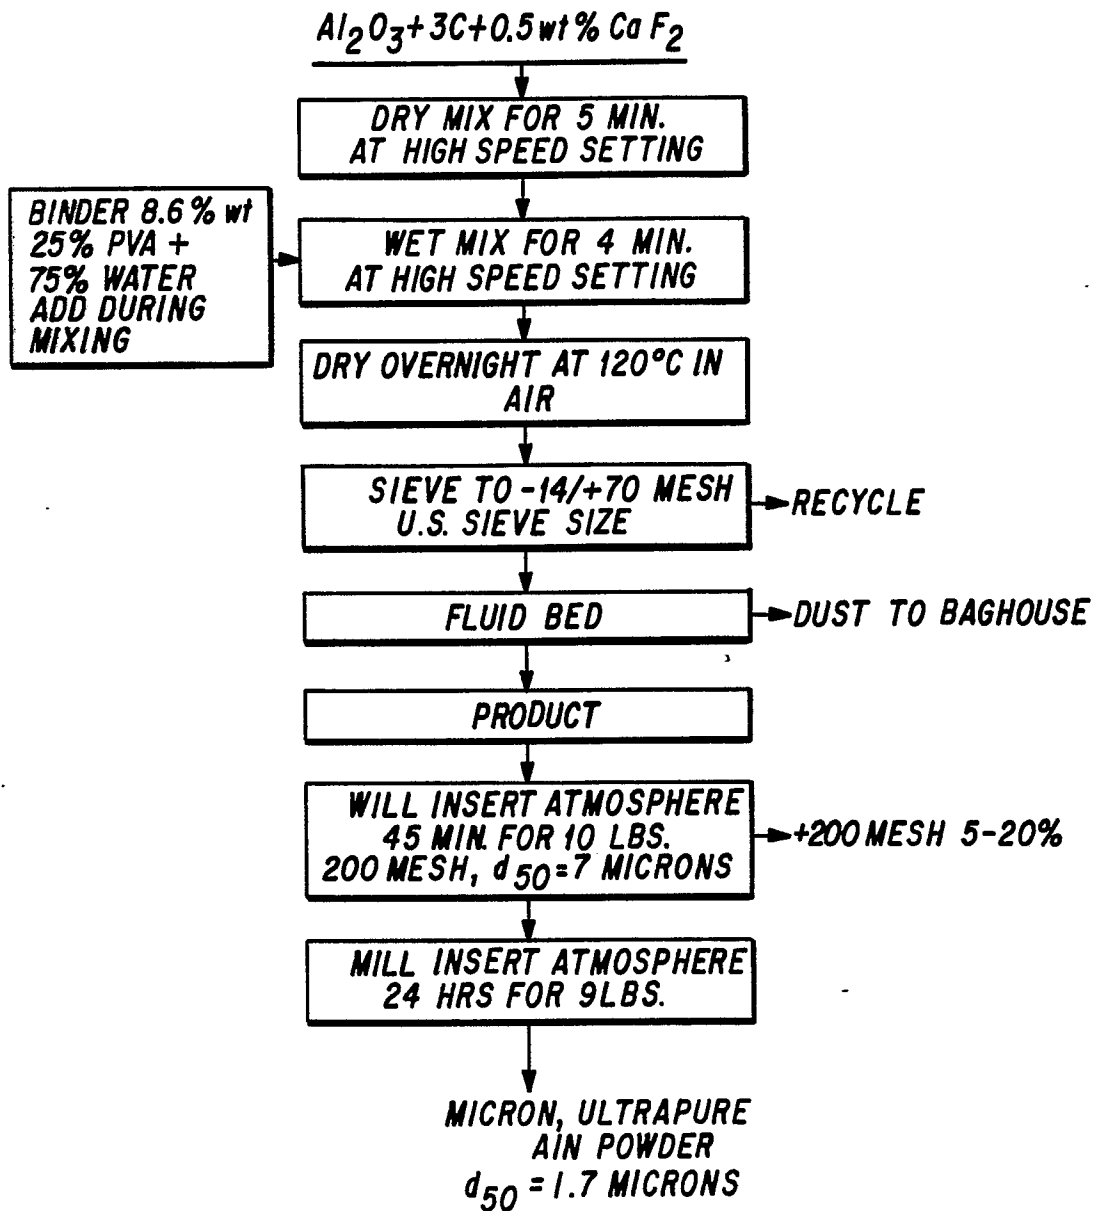 Al2O3+3C+0.5wt% CaF2
DRY MIX FOR 5 MIN.
AT HIGH SPEED SETTING
BINDER 8.6% wt
25% PVA +
75% WATER
ADD DURING
MIXING
WET MIX FOR 4 MIN.
AT HIGH SPEED SETTING
DRY OVERNIGHT AT 120°C IN
AIR
SIEVE TO -14/+70 MESH
U.S. SIEVE SIZE
RECYCLE
FLUID BED
DUST TO BAGHOUSE
PRODUCT
WILL INSERT ATMOSPHERE
45 MIN. FOR 10 LBS.
200 MESH, d50=7 MICRONS
+200 MESH 5-20%
MILL INSERT ATMOSPHERE
24 HRS FOR 9LBS.
MICRON, ULTRAPURE
AIN POWDER
d50=1.7 MICRONS